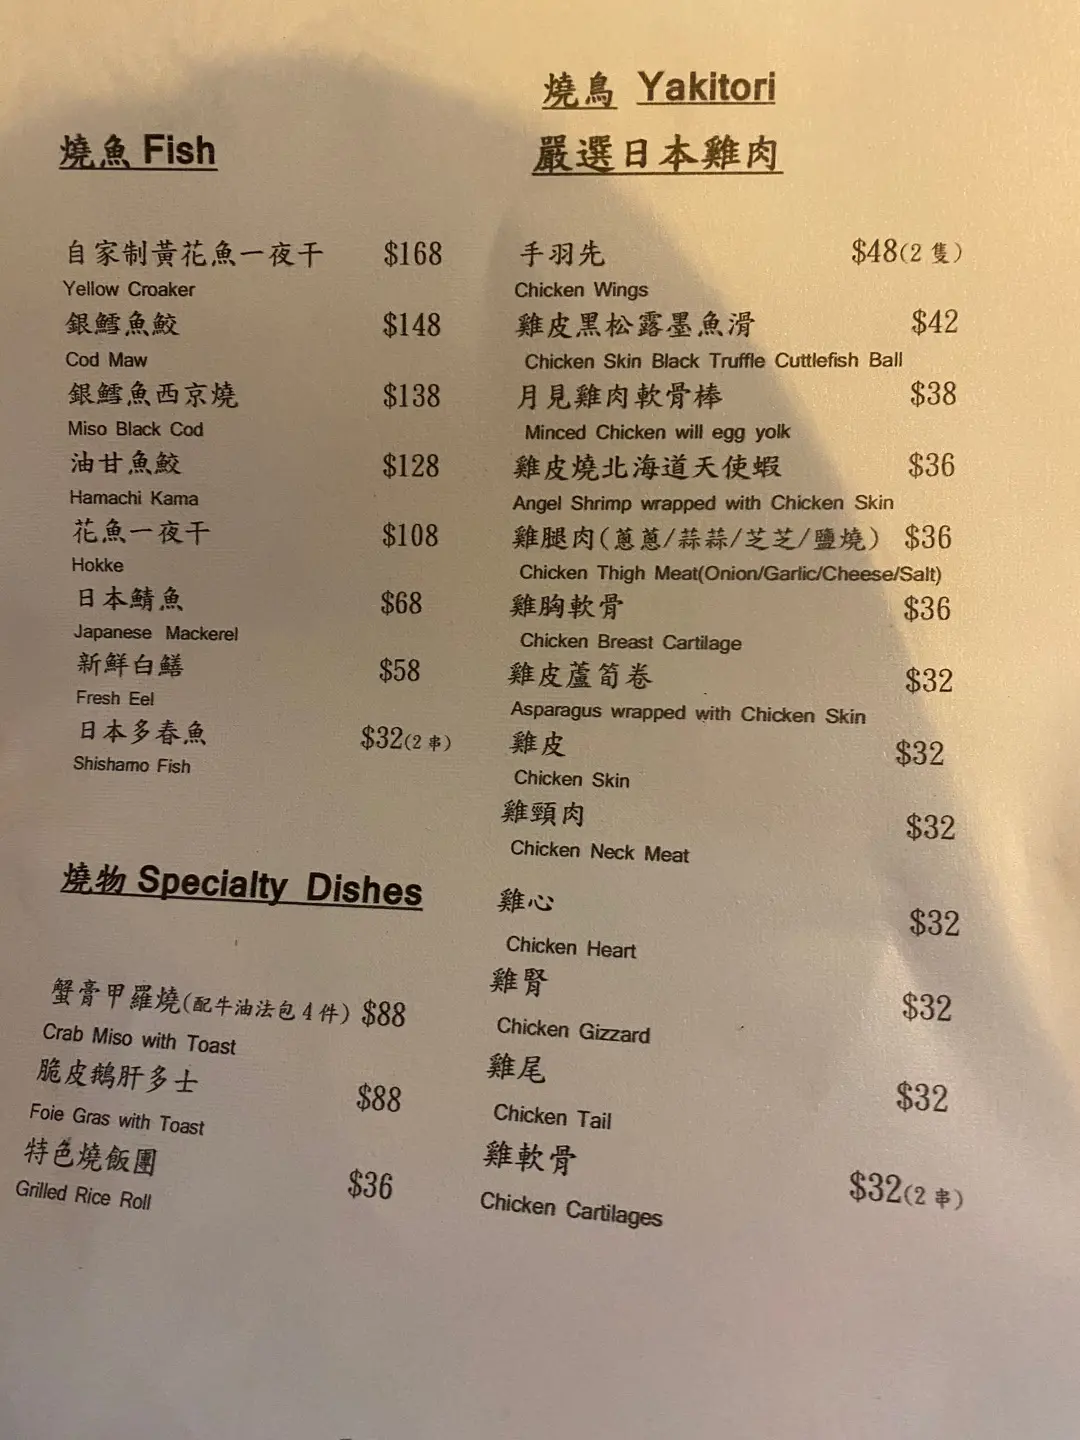 燒魚 Fish
自家制黃花魚一夜干 $168
Yellow Croaker
銀鱈魚鮫 $148
Cod Maw
銀鱈魚西京燒 $138
Miso Black Cod
油甘魚鮫 $128
Hamachi Kama
花魚一夜干 $108
Hokke
日本鯖魚 $68
Japanese Mackerel
新鮮白鱔 $58
Fresh Eel
日本多春魚 $32(2 串)
Shishamo Fish
燒物 Specialty Dishes
蟹膏甲羅燒(配牛油法包 4 件) $88
Crab Miso with Toast
脆皮鵝肝多士 $88
Foie Gras with Toast
特色燒飯團 $36
Grilled Rice Roll
燒鳥 Yakitori
嚴選日本雞肉
手羽先 $48(2 隻)
Chicken Wings
雞皮黑松露墨魚滑 $42
Chicken Skin Black Truffle Cuttlefish Ball
月見雞肉軟骨棒 $38
Minced Chicken will egg yolk
雞皮燒北海道天使蝦 $36
Angel Shrimp wrapped with Chicken Skin
雞腿肉(蔥蔥/蒜蒜/芝芝/鹽燒) $36
Chicken Thigh Meat(Onion/Garlic/Cheese/Salt)
雞胸軟骨 $36
Chicken Breast Cartilage
雞皮蘆筍卷 $32
Asparagus wrapped with Chicken Skin
雞皮 $32
Chicken Skin
雞頸肉 $32
Chicken Neck Meat
雞心 $32
Chicken Heart
雞腎 $32
Chicken Gizzard
雞尾 $32
Chicken Tail
雞軟骨 $32(2 串)
Chicken Cartilages